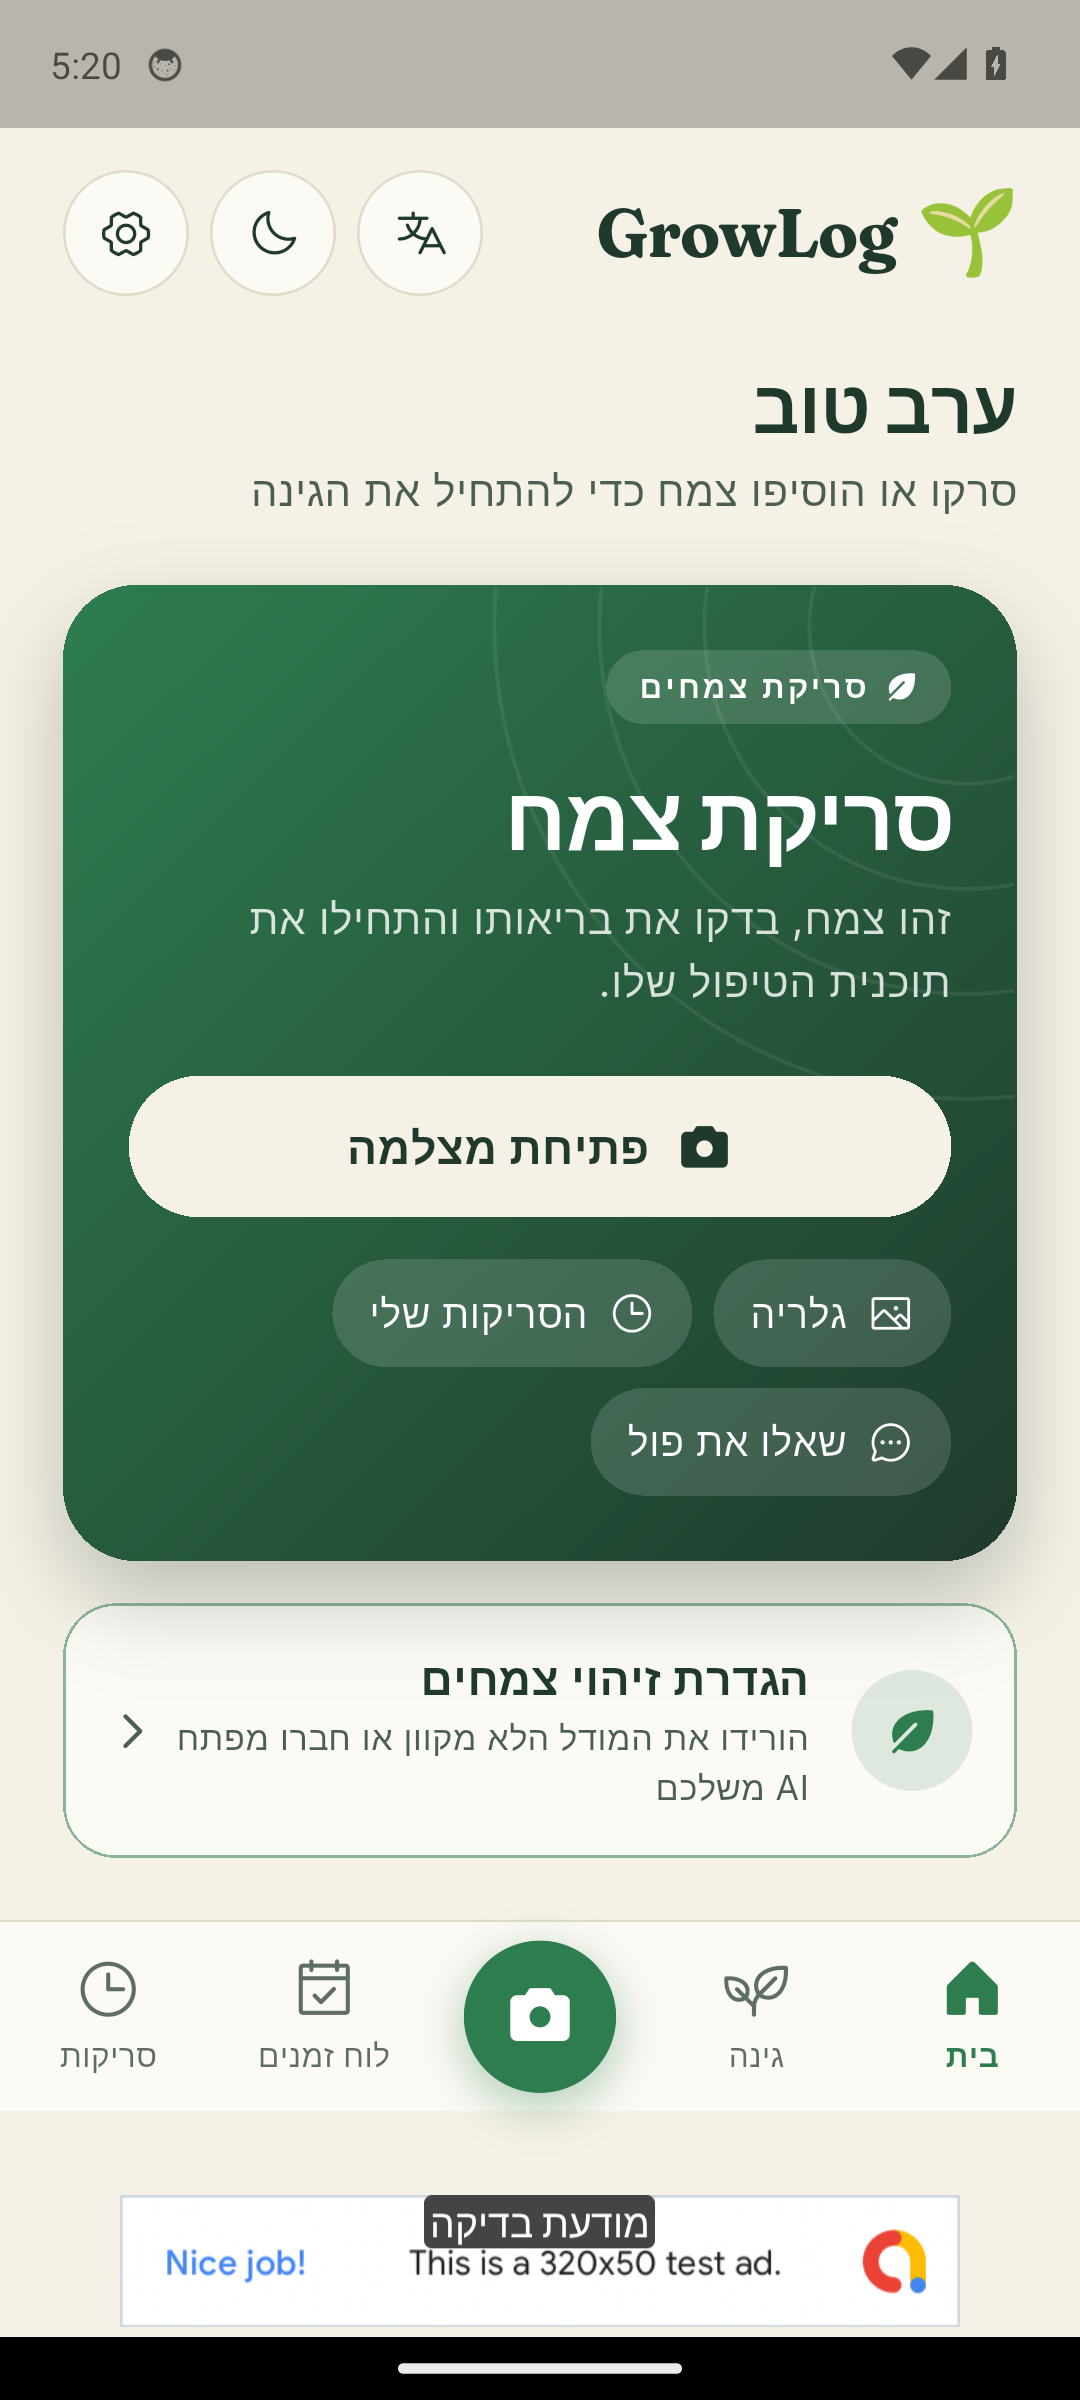 5:20
GrowLog
ערב טוב
סרקו או הוסיפו צמח כדי להתחיל את הגינה
סריקת צמחים
סריקת צמח
זהו צמח, בדקו את בריאותו והתחילו את
תוכנית הטיפול שלו.
פתיחת מצלמה
גלריה
הסריקות שלי
שאלו את פול
הגדרת זיהוי צמחים
הורידו את המודל הלא מקוון או חברו מפתח
AI משלכם
בית
גינה
לוח זמנים
סריקות
מודעת בדיקה
Nice job!
This is a 320x50 test ad.